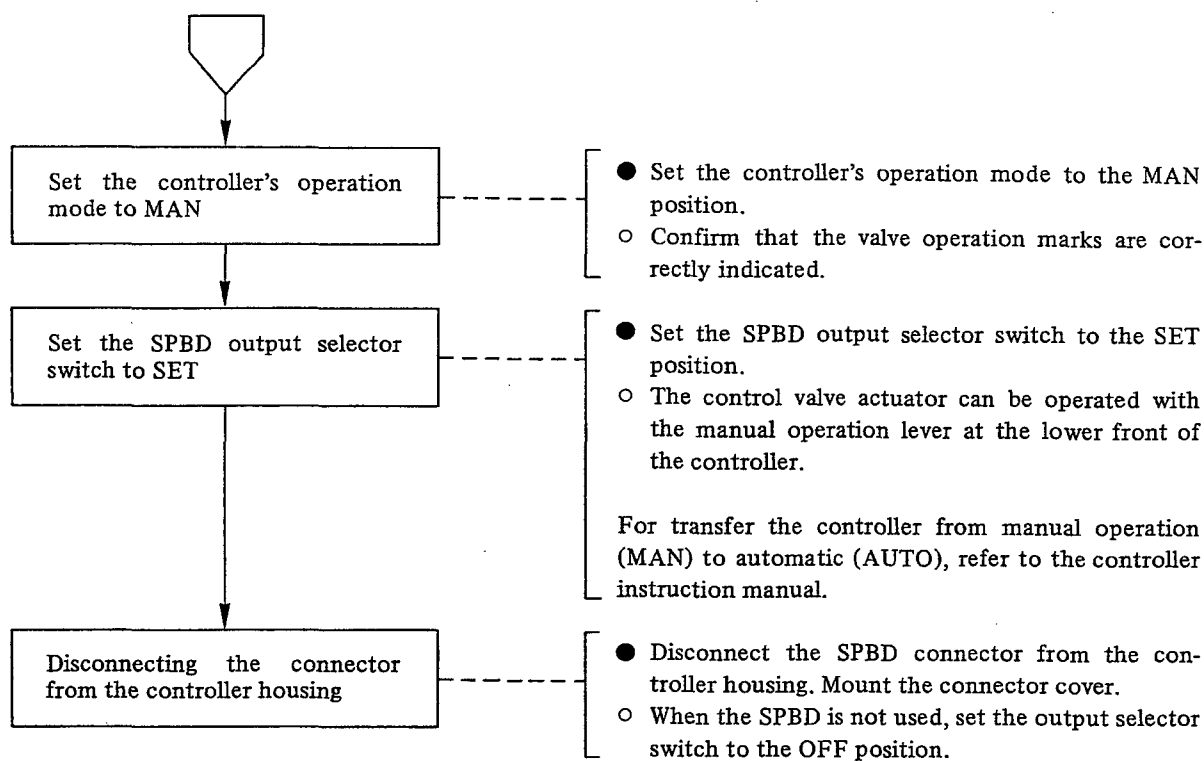 Set the controller's operation
mode to MAN
● Set the controller's operation mode to the MAN
position.
○ Confirm that the valve operation marks are cor-
rectly indicated.
Set the SPBD output selector
switch to SET
● Set the SPBD output selector switch to the SET
position.
○ The control valve actuator can be operated with
the manual operation lever at the lower front of
the controller.
For transfer the controller from manual operation
(MAN) to automatic (AUTO), refer to the controller
instruction manual.
Disconnecting the connector
from the controller housing
● Disconnect the SPBD connector from the con-
troller housing. Mount the connector cover.
○ When the SPBD is not used, set the output selector
switch to the OFF position.